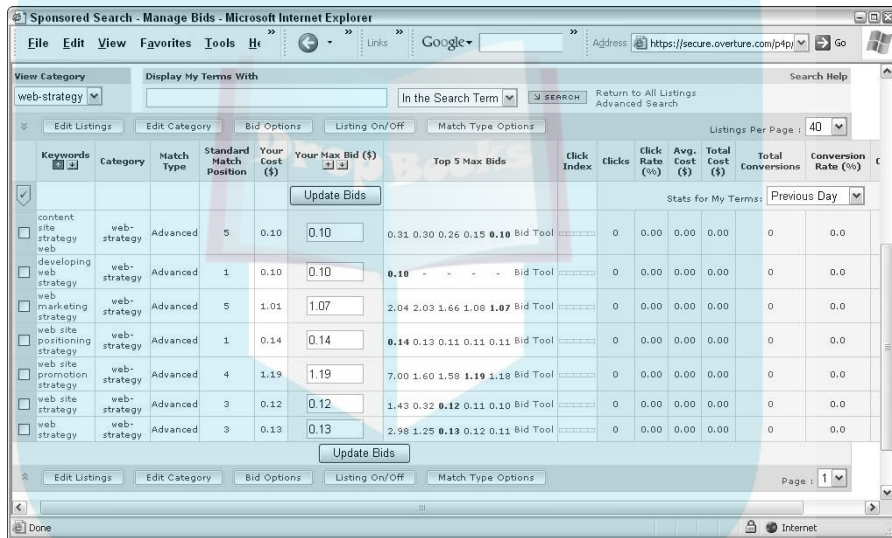 Sponsored Search - Manage Bids - Microsoft Internet Explorer
File Edit View Favorites Tools He » » Links » Google » Address https://secure.overture.com/p4p/ Go
View Category Display My Terms With Search Help
web-strategy In the Search Term SEARCH Return to All Listings
Advanced Search
Edit Listings Edit Category Bid Options Listing On/Off Match Type Options Listings Per Page : 40
Keywords Category Match Type Standard Match Position Your Cost ($) Your Max Bid ($) Top 5 Max Bids Click Index Clicks Click Rate (%) Avg. Cost ($) Total Cost ($) Total Conversions Conversion Rate (%) C
Update Bids Stats for My Terms: Previous Day
content site strategy web web-strategy Advanced 5 0.10 0.10 0.31 0.30 0.26 0.15 0.10 Bid Tool 0 0.00 0.00 0.00 0 0.0
developing web strategy web-strategy Advanced 1 0.10 0.10 0.10 - - - - Bid Tool 0 0.00 0.00 0.00 0 0.0
web marketing strategy web-strategy Advanced 5 1.01 1.07 2.04 2.03 1.66 1.08 1.07 Bid Tool 0 0.00 0.00 0.00 0 0.0
web site positioning strategy web-strategy Advanced 1 0.14 0.14 0.14 0.13 0.11 0.11 0.11 Bid Tool 0 0.00 0.00 0.00 0 0.0
web site promotion strategy web-strategy Advanced 4 1.19 1.19 7.00 1.60 1.58 1.19 1.18 Bid Tool 0 0.00 0.00 0.00 0 0.0
web site strategy web-strategy Advanced 3 0.12 0.12 1.43 0.32 0.12 0.11 0.10 Bid Tool 0 0.00 0.00 0.00 0 0.0
web strategy web-strategy Advanced 3 0.13 0.13 2.98 1.25 0.13 0.12 0.11 Bid Tool 0 0.00 0.00 0.00 0 0.0
Update Bids
Edit Listings Edit Category Bid Options Listing On/Off Match Type Options Page : 1
Done Internet
DropBooks